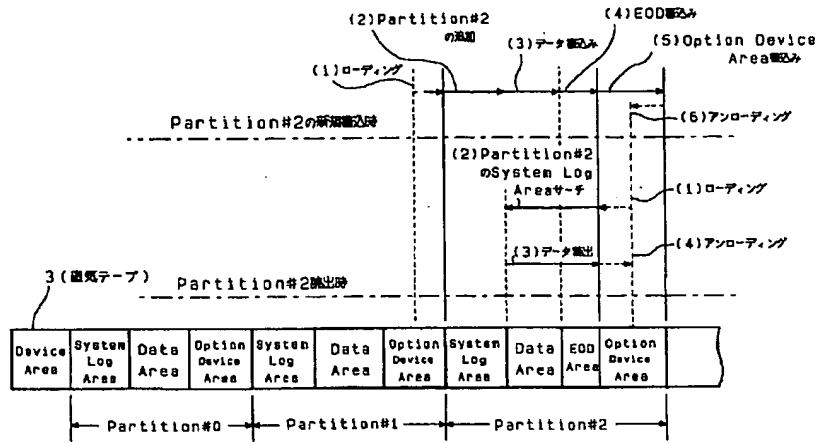 (2)Partition#2
の追加
(4)EOD書込み
(3)データ書込み
(5)Option Device
Area書込み
(1)ローディング
Partition#2の新規書込時
(6)アンローディング
(2)Partition#2
のSystem Log
Areaサーチ
(1)ローディング
(3)データ読出
(4)アンローディング
3(磁気テープ)
Partition#2読出時
Device
Area
System
Log
Area
Data
Area
Option
Device
Area
System
Log
Area
Data
Area
Option
Device
Area
System
Log
Area
Data
Area
EOD
Area
Option
Device
Area
Partition#0
Partition#1
Partition#2